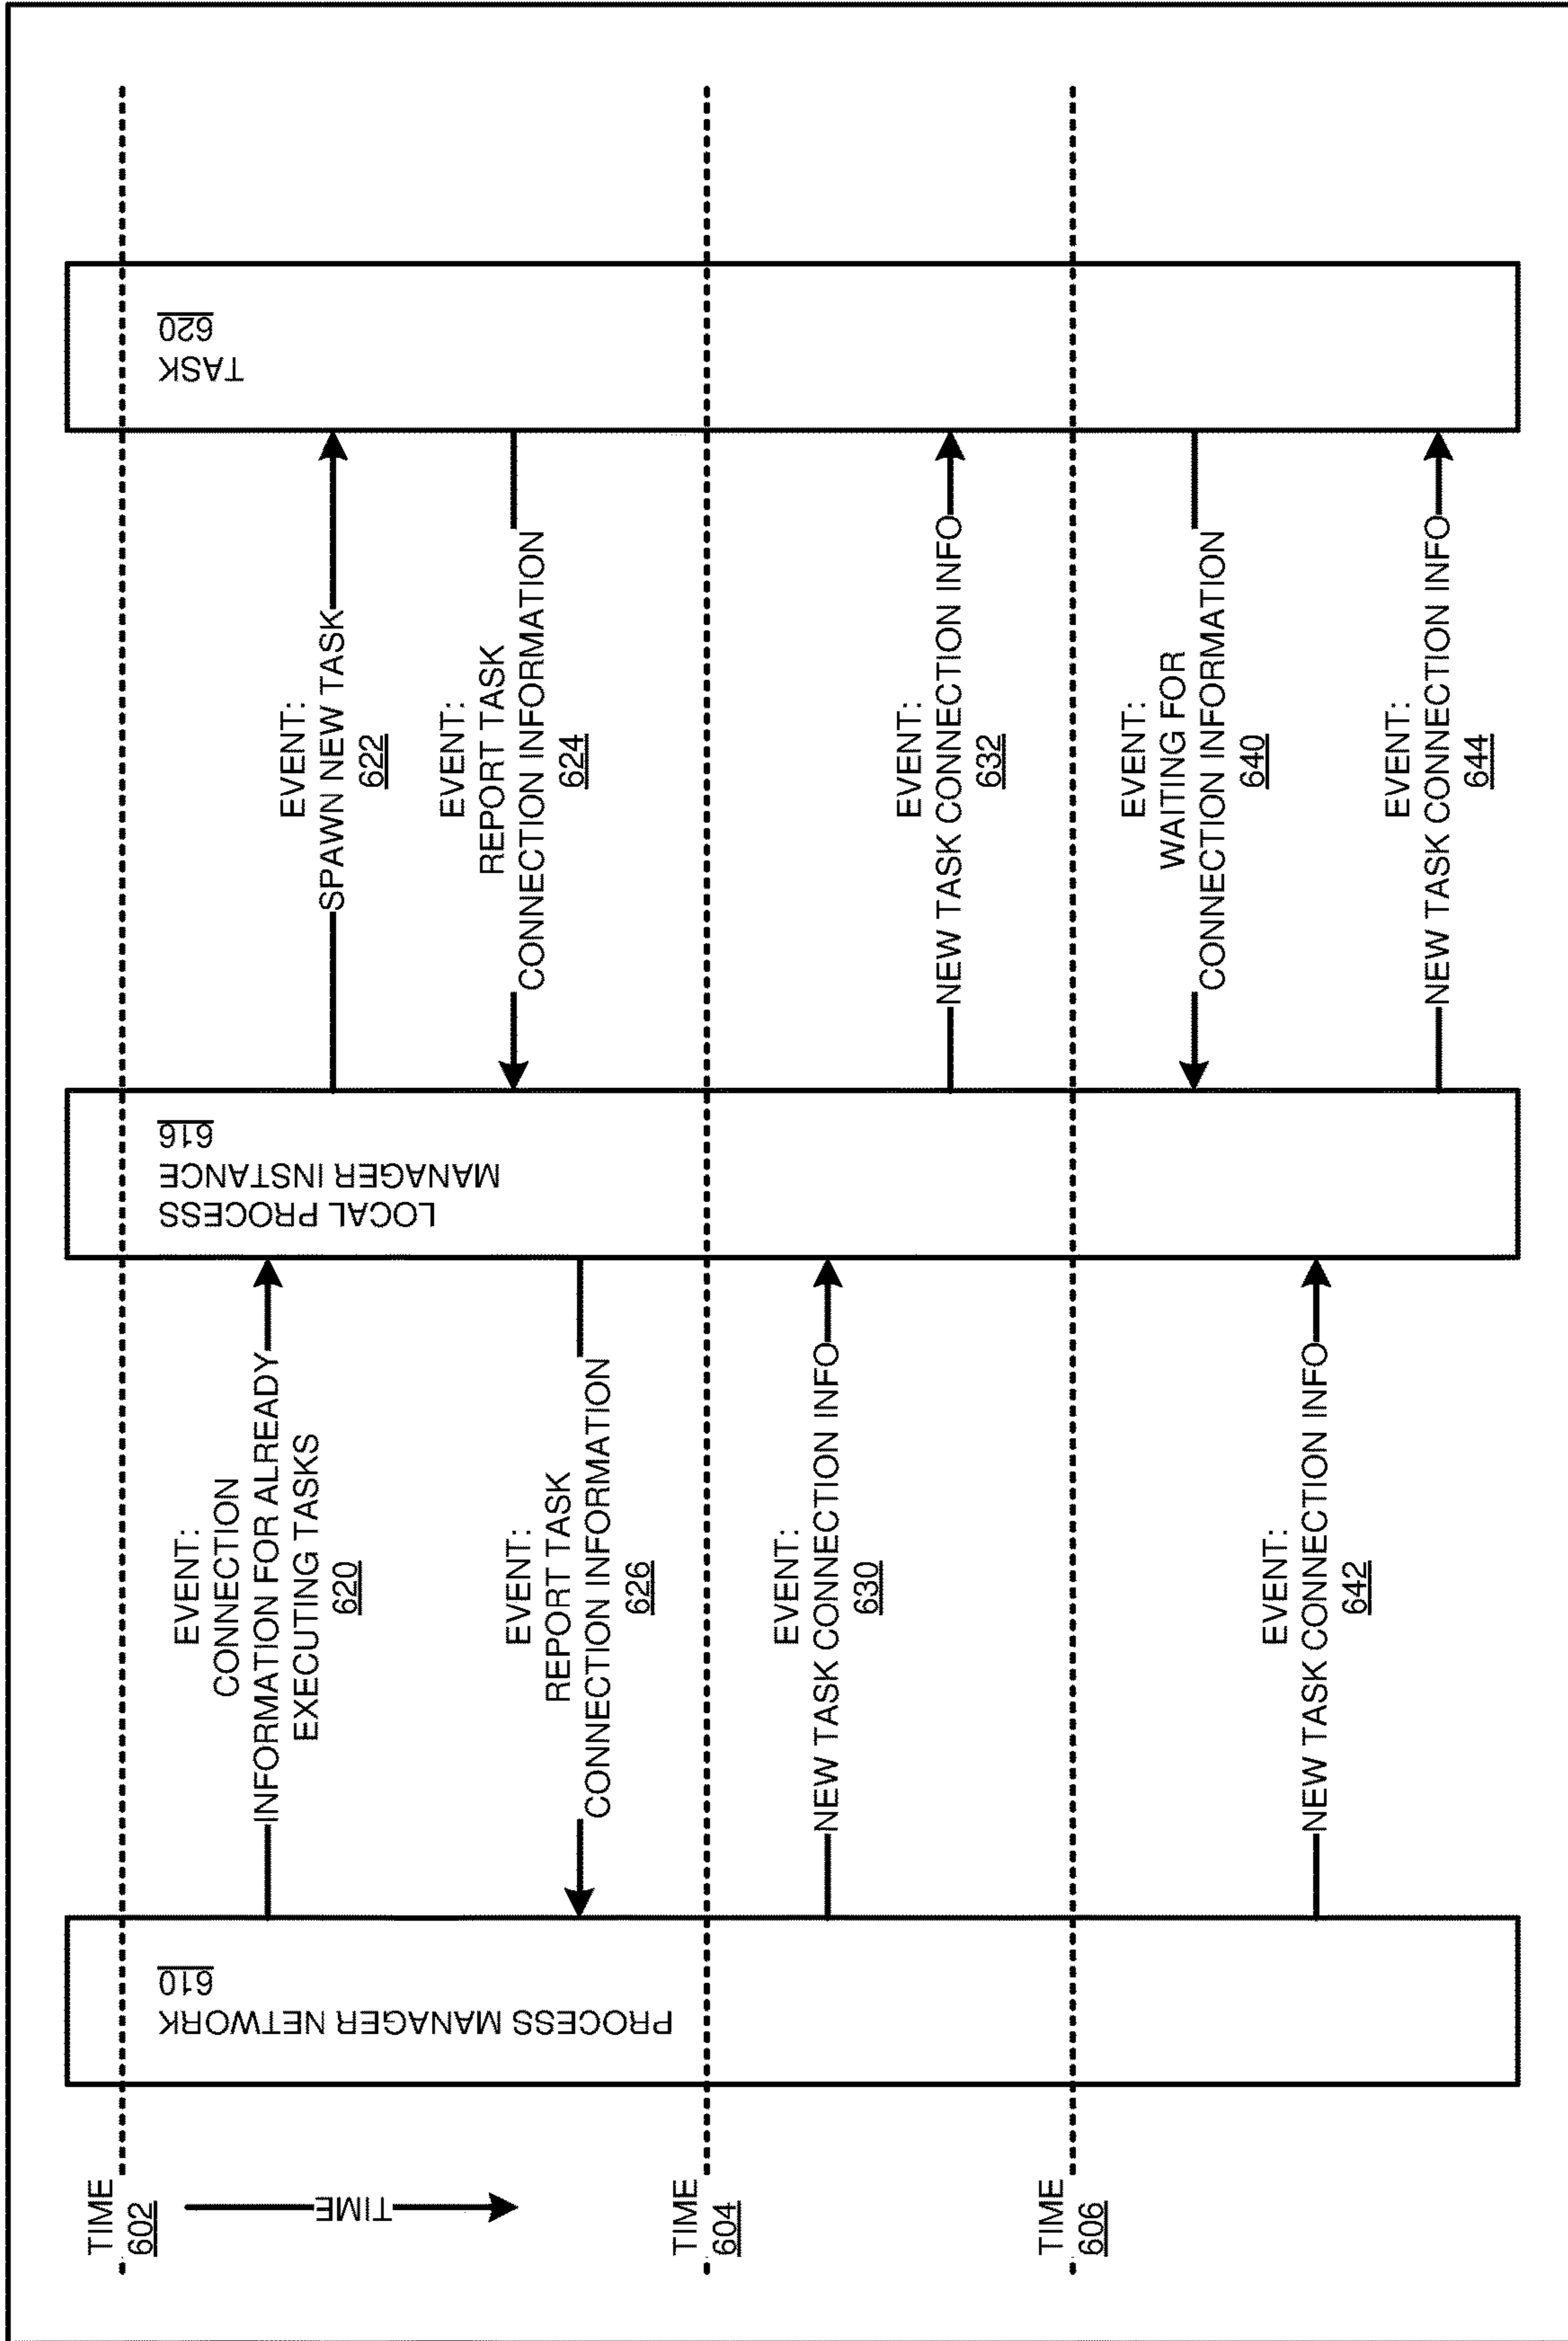 TIME
602
TIME
PROCESS MANAGER NETWORK
610
LOCAL PROCESS
MANAGER INSTANCE
616
TASK
620
EVENT:
CONNECTION
INFORMATION FOR ALREADY
EXECUTING TASKS
620
EVENT:
SPAWN NEW TASK
622
EVENT:
REPORT TASK
CONNECTION INFORMATION
624
EVENT:
REPORT TASK
CONNECTION INFORMATION
626
TIME
604
EVENT:
NEW TASK CONNECTION INFO
630
EVENT:
NEW TASK CONNECTION INFO
632
TIME
606
EVENT:
WAITING FOR
CONNECTION INFORMATION
640
EVENT:
NEW TASK CONNECTION INFO
642
EVENT:
NEW TASK CONNECTION INFO
644